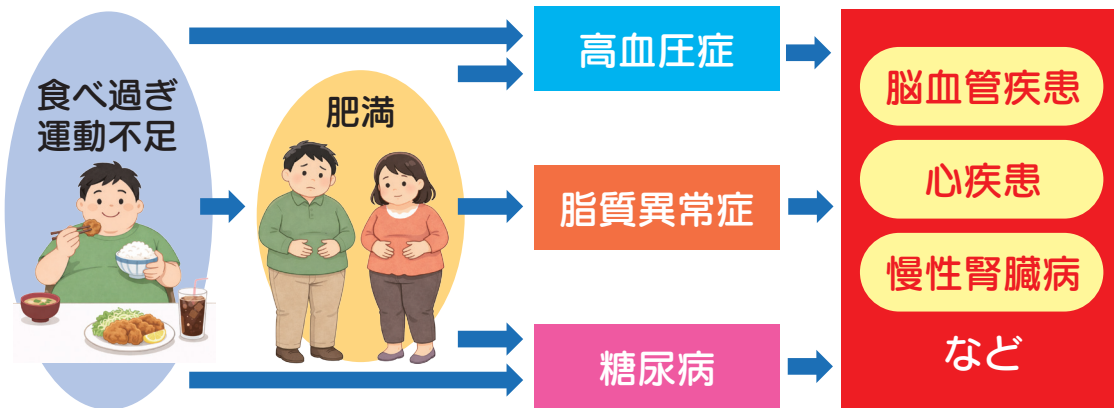 食べ過ぎ
運動不足
肥満
高血圧症
脂質異常症
糖尿病
脳血管疾患
心疾患
慢性腎臓病
など